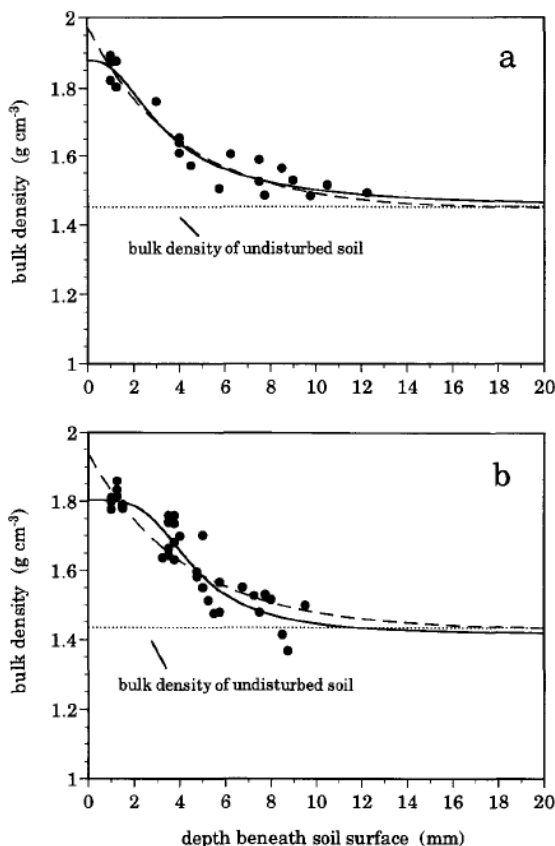 a
2
1.8
1.6
1.4
1.2
1
bulk density (g cm⁻³)
bulk density of undisturbed soil
0 2 4 6 8 10 12 14 16 18 20
b
2
1.8
1.6
1.4
1.2
1
bulk density (g cm⁻³)
bulk density of undisturbed soil
0 2 4 6 8 10 12 14 16 18 20
depth beneath soil surface (mm)